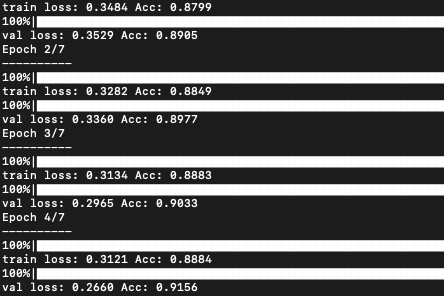 train loss: 0.3484 Acc: 0.8799
100%|
val loss: 0.3529 Acc: 0.8905
Epoch 2/7
----------
100%|
train loss: 0.3282 Acc: 0.8849
100%|
val loss: 0.3360 Acc: 0.8977
Epoch 3/7
----------
100%|
train loss: 0.3134 Acc: 0.8883
100%|
val loss: 0.2965 Acc: 0.9033
Epoch 4/7
----------
100%|
train loss: 0.3121 Acc: 0.8884
100%|
val loss: 0.2660 Acc: 0.9156